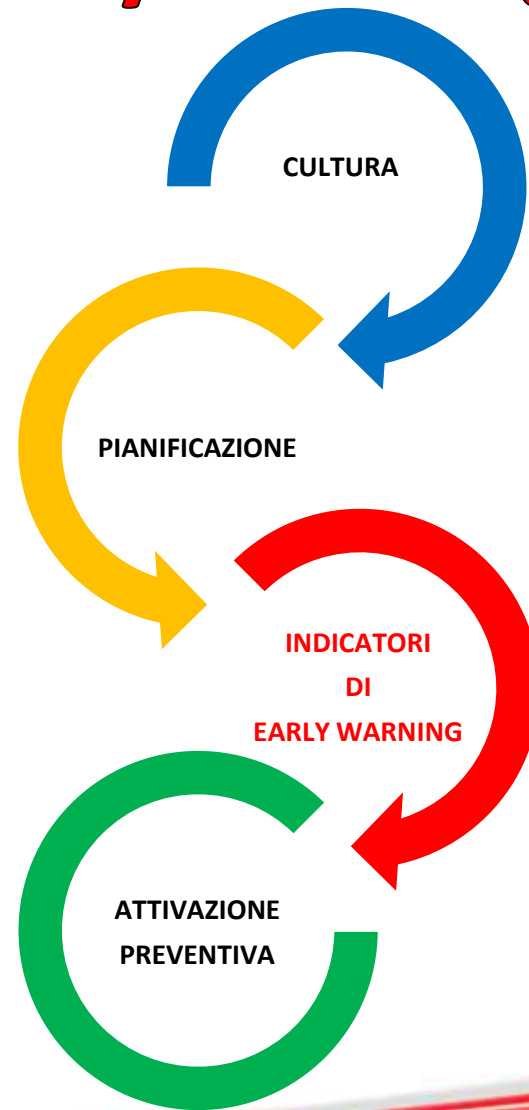 CULTURA
PIANIFICAZIONE
INDICATORI
DI
EARLY WARNING
ATTIVAZIONE
PREVENTIVA